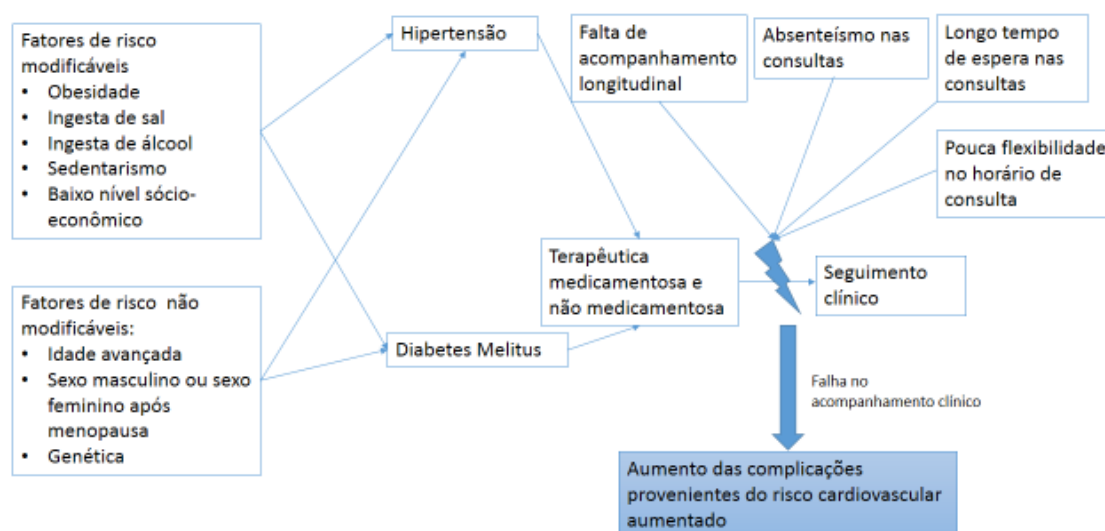 Fatores de risco
modificáveis
• Obesidade
• Ingesta de sal
• Ingesta de álcool
• Sedentarismo
• Baixo nível sócio-
econômico
Fatores de risco não
modificáveis:
• Idade avançada
• Sexo masculino ou sexo
feminino após
menopausa
• Genética
Hipertensão
Diabetes Melitus
Falta de
acompanhamento
longitudinal
Absenteísmo nas
consultas
Longo tempo
de espera nas
consultas
Pouca flexibilidade
no horário de
consulta
Terapêutica
medicamentosa e
não medicamentosa
Seguimento
clínico
Falha no
acompanhamento clínico
Aumento das complicações
provenientes do risco cardiovascular
aumentado